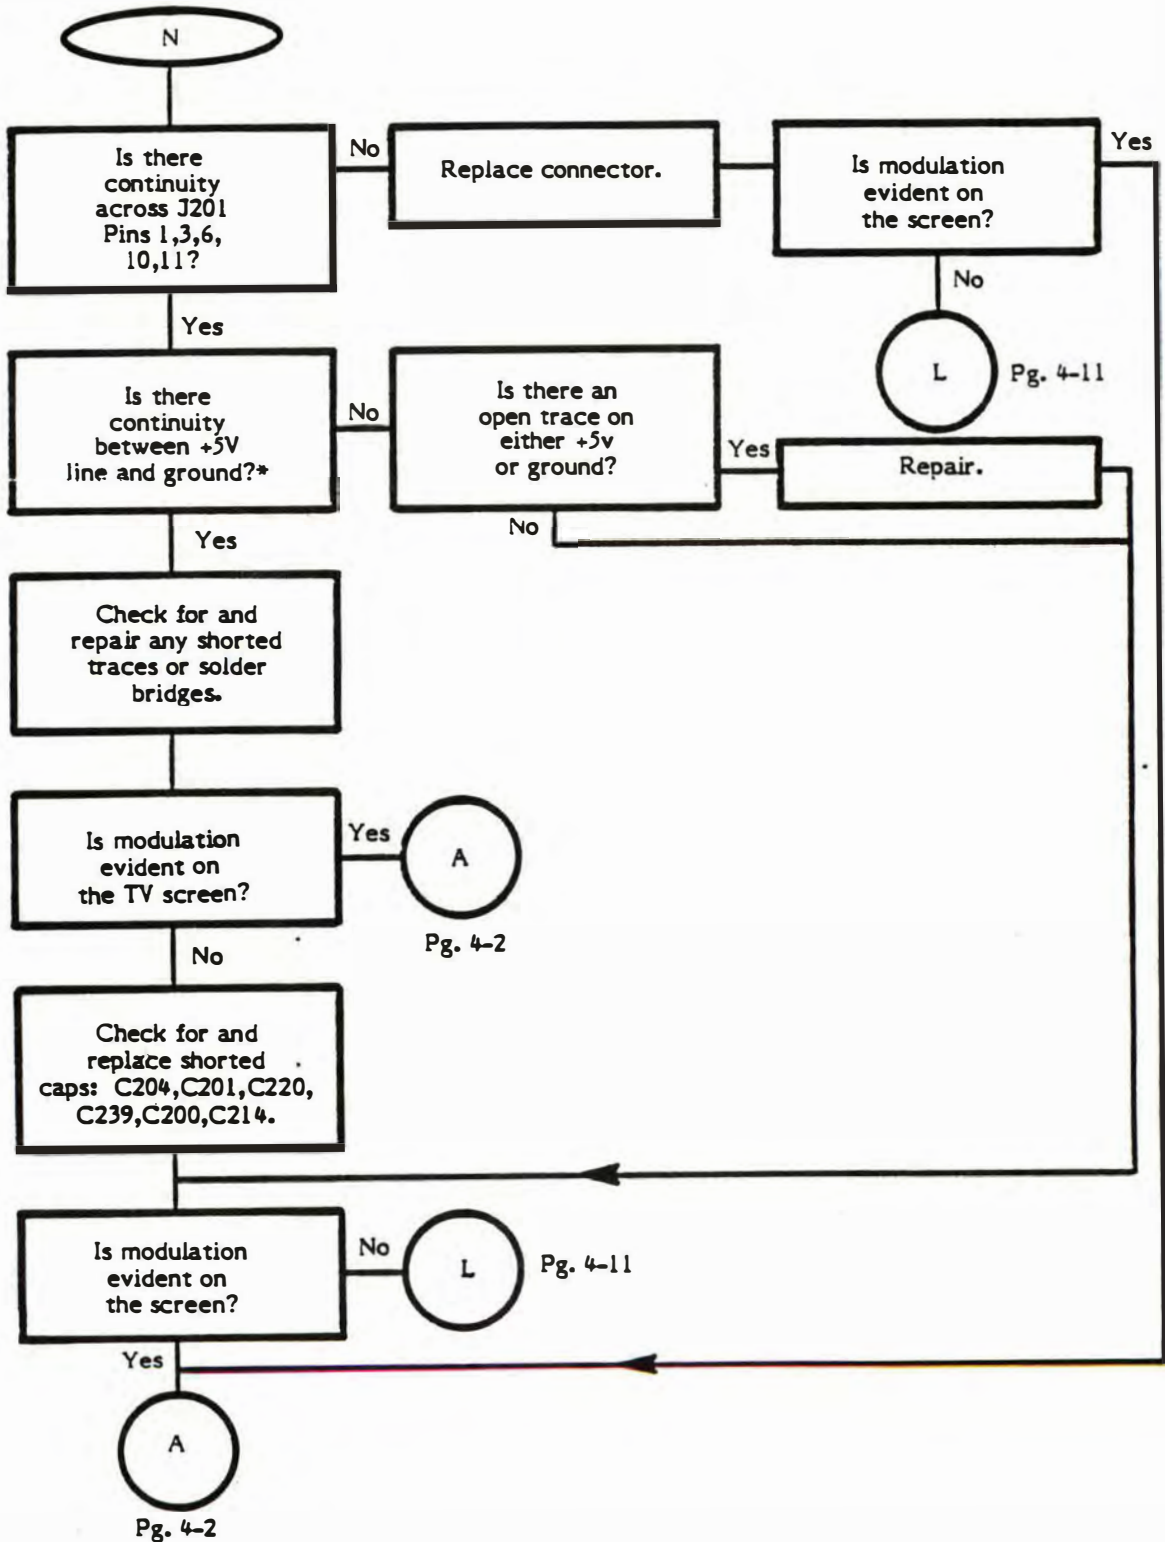 N
Is there
continuity
across J201
Pins 1,3,6,
10,11?
No
Replace connector.
Is modulation
evident on
the screen?
Yes
No
L
Pg. 4-11
Yes
Is there
continuity
between +5V
line and ground?*
No
Is there an
open trace on
either +5v
or ground?
Yes
Repair.
No
Yes
Check for and
repair any shorted
traces or solder
bridges.
Is modulation
evident on
the TV screen?
Yes
A
Pg. 4-2
No
Check for and
replace shorted
caps: C204,C201,C220,
C239,C200,C214.
Is modulation
evident on
the screen?
No
L
Pg. 4-11
Yes
A
Pg. 4-2